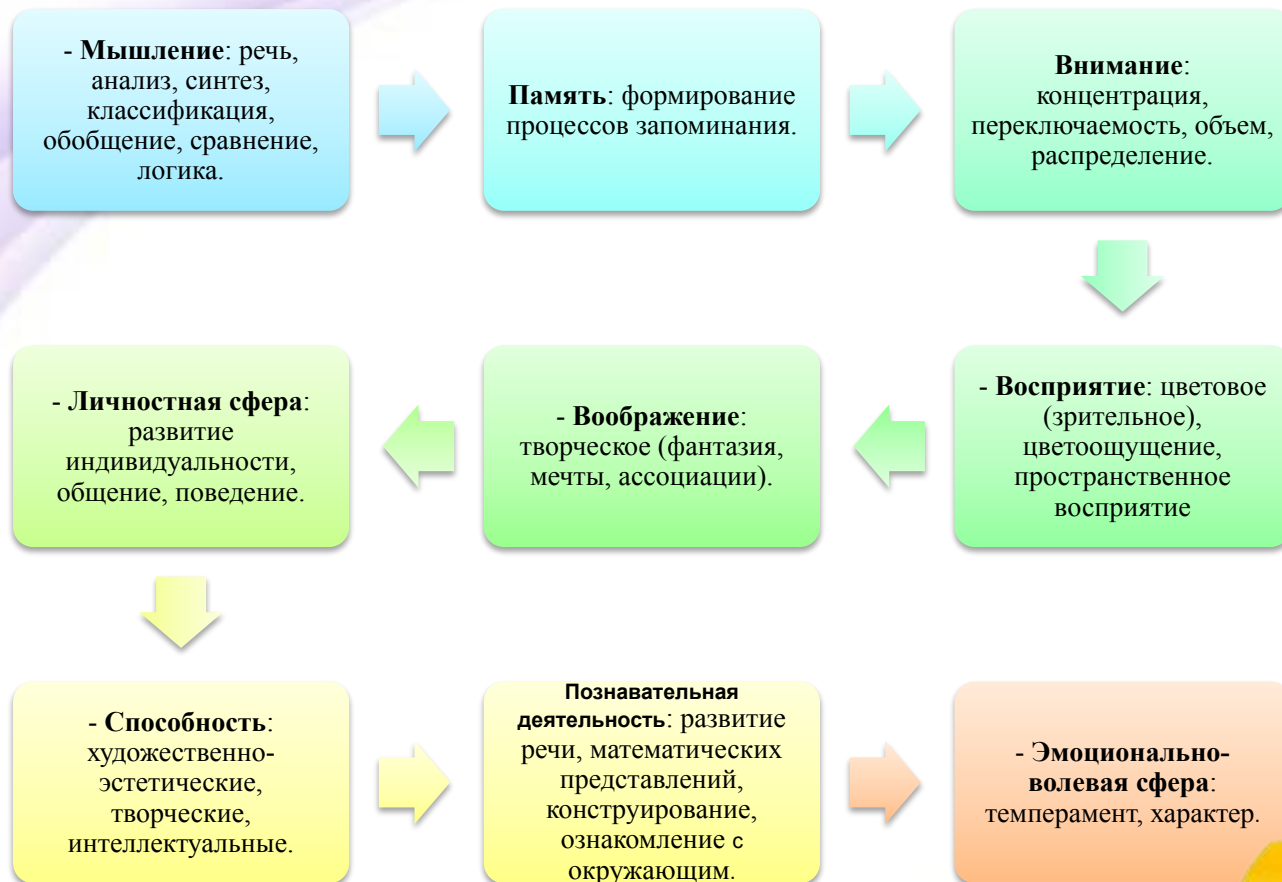 - Мышление: речь,
анализ, синтез,
классификация,
обобщение, сравнение,
логика.
Память: формирование
процессов запоминания.
Внимание:
концентрация,
переключаемость, объем,
распределение.
- Восприятие: цветовое
(зрительное),
цветоощущение,
пространственное
восприятие
- Воображение:
творческое (фантазия,
мечты, ассоциации).
- Личностная сфера:
развитие
индивидуальности,
общение, поведение.
- Способность:
художественно-
эстетические,
творческие,
интеллектуальные.
Познавательная
деятельность: развитие
речи, математических
представлений,
конструирование,
ознакомление с
окружающим.
- Эмоционально-
волевая сфера:
темперамент, характер.